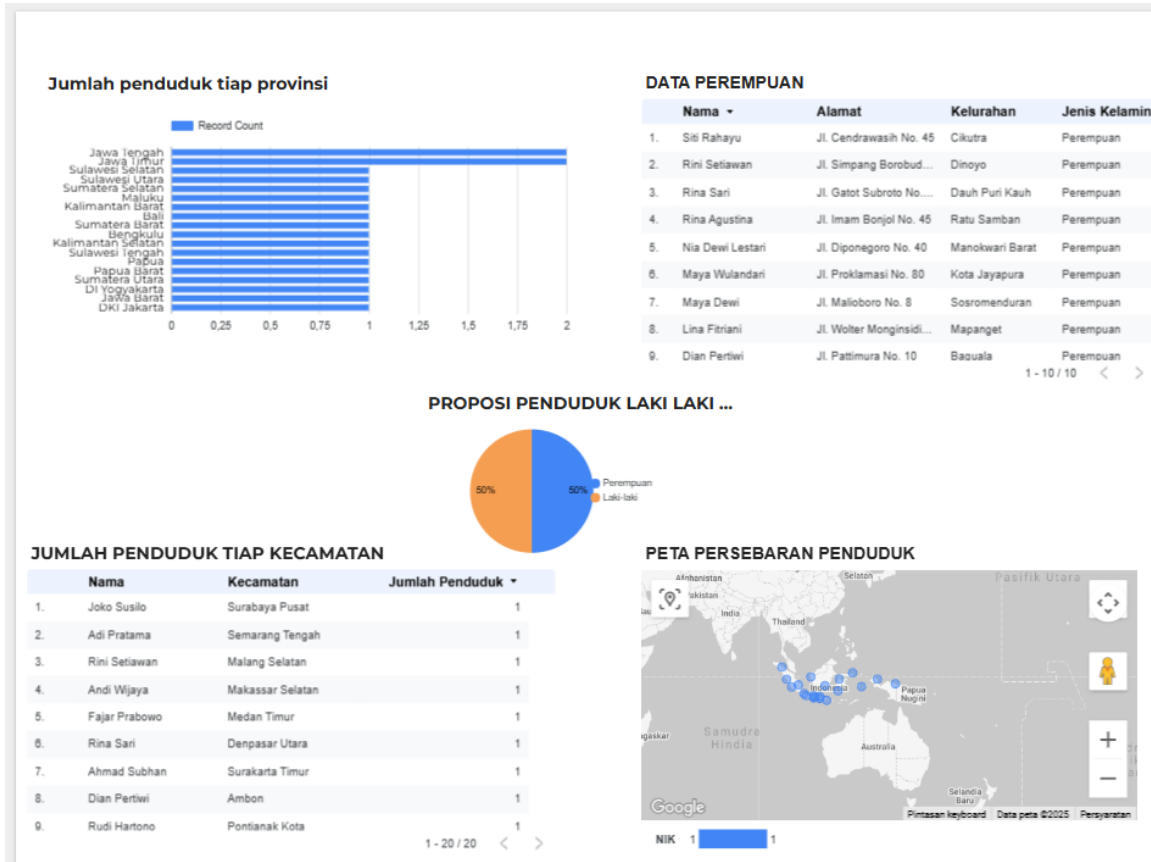 Jumlah penduduk tiap provinsi
Record Count
Jawa Tengah
Jawa Timur
Sulawesi Selatan
Sulawesi Utara
Sumatera Selatan
Maluku
Kalimantan Barat
Bali
Sumatera Barat
Bengkulu
Kalimantan Selatan
Sulawesi Tengah
Papua
Papua Barat
Sumatera Utara
DI Yogyakarta
Jawa Barat
DKI Jakarta
0 0,25 0,5 0,75 1 1,25 1,5 1,75 2
DATA PEREMPUAN
Nama Alamat Kelurahan Jenis Kelamin
1. Siti Rahayu Jl. Cendrawasih No. 45 Cikutra Perempuan
2. Rini Setiawan Jl. Simpang Borobud... Dinoyo Perempuan
3. Rina Sari Jl. Gatot Subroto No.... Dauh Puri Kauh Perempuan
4. Rina Agustina Jl. Imam Bonjol No. 45 Ratu Samban Perempuan
5. Nia Dewi Lestari Jl. Diponegoro No. 40 Manokwari Barat Perempuan
6. Maya Wulandari Jl. Proklamasi No. 80 Kota Jayapura Perempuan
7. Maya Dewi Jl. Malioboro No. 8 Sosromenduran Perempuan
8. Lina Fitriani Jl. Wolter Monginsidi... Mapanget Perempuan
9. Dian Pertiwi Jl. Pattimura No. 10 Baguala Perempuan
1 - 10 / 10
PROPOSI PENDUDUK LAKI LAKI ...
50% 50%
Perempuan
Laki-laki
JUMLAH PENDUDUK TIAP KECAMATAN
Nama Kecamatan Jumlah Penduduk
1. Joko Susilo Surabaya Pusat 1
2. Adi Pratama Semarang Tengah 1
3. Rini Setiawan Malang Selatan 1
4. Andi Wijaya Makassar Selatan 1
5. Fajar Prabowo Medan Timur 1
6. Rina Sari Denpasar Utara 1
7. Ahmad Subhan Surakarta Timur 1
8. Dian Pertiwi Ambon 1
9. Rudi Hartono Pontianak Kota 1
1 - 20 / 20
PETA PERSEBARAN PENDUDUK
Afghanistan
Selatan
Pasifik Utara
India
Thailand
Indonesia
Papua
Nugini
Samudra
Hindia
Australia
Selandia
Baru
Google
Pintasan keyboard Data peta ©2025 Persyaratan
NIK 1 1